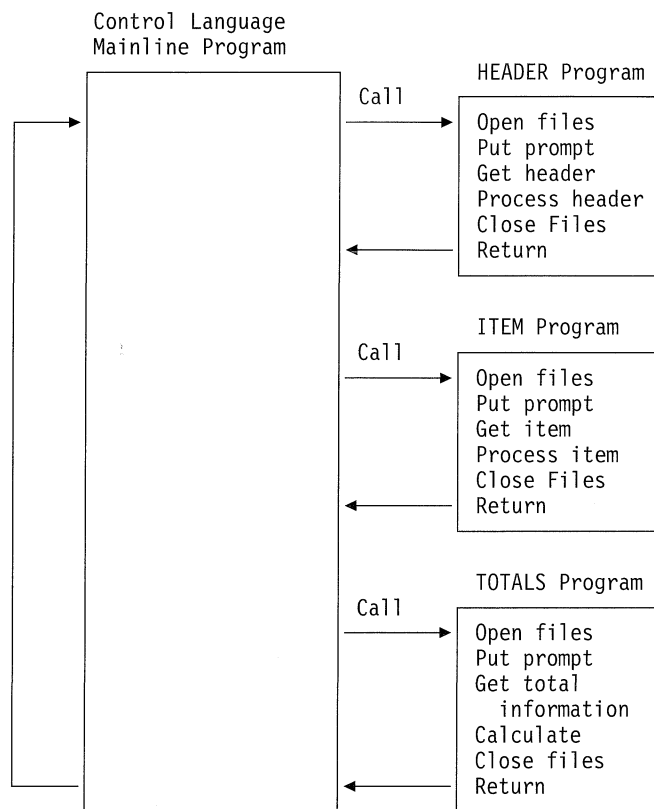 Control Language
Mainline Program
HEADER Program
Call
Open files
Put prompt
Get header
Process header
Close Files
Return
ITEM Program
Call
Open files
Put prompt
Get item
Process item
Close Files
Return
TOTALS Program
Call
Open files
Put prompt
Get total
information
Calculate
Close files
Return